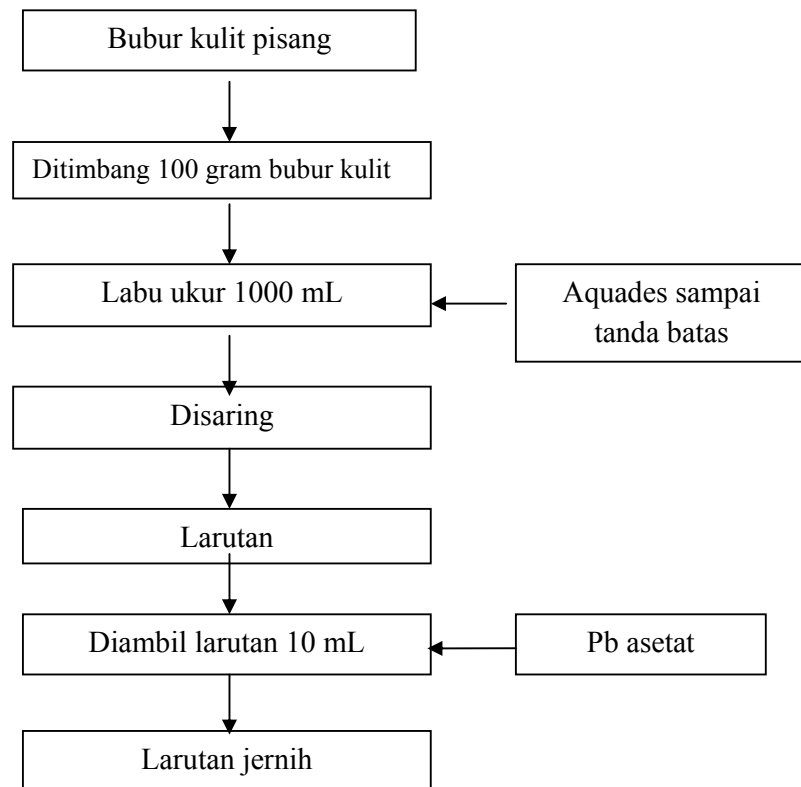 Bubur kulit pisang
Ditimbang 100 gram bubur kulit
Labu ukur 1000 mL
Aquades sampai
tanda batas
Disaring
Larutan
Diambil larutan 10 mL
Pb asetat
Larutan jernih